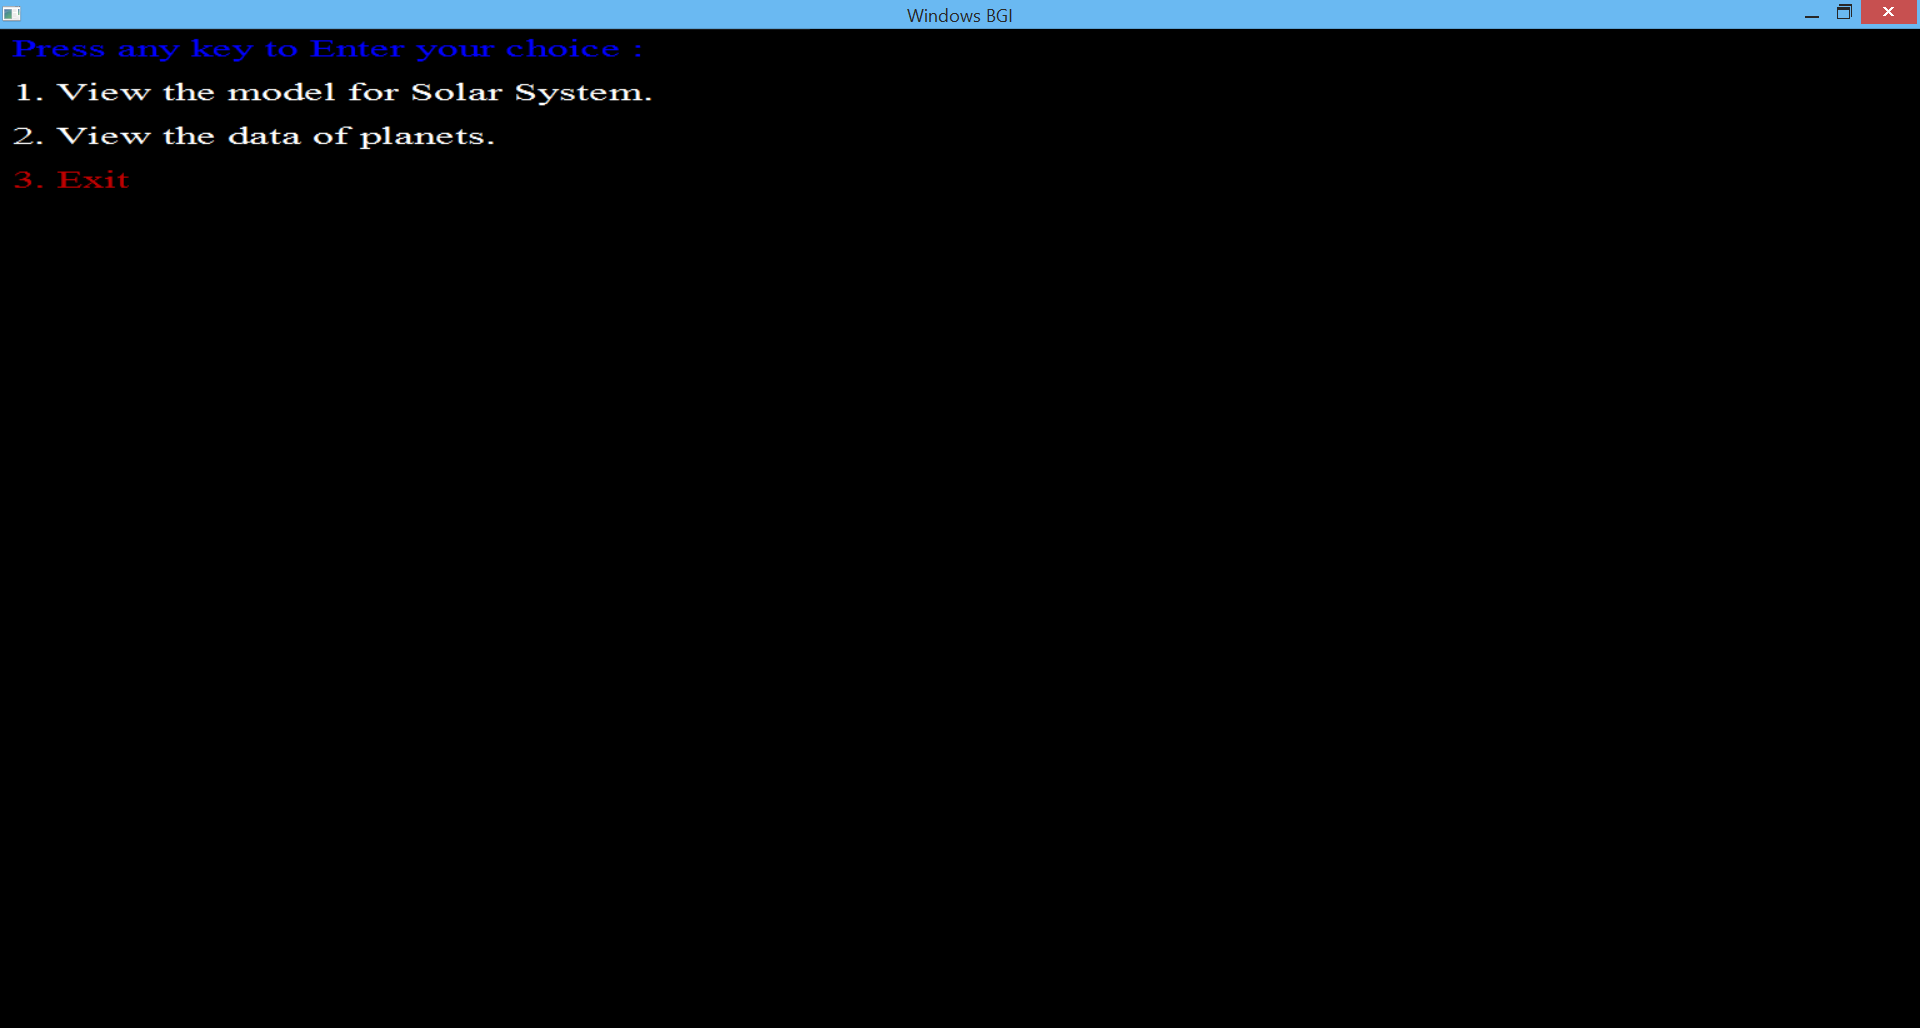 Windows BGI
Press any key to Enter your choice :
1. View the model for Solar System.
2. View the data of planets.
3. Exit